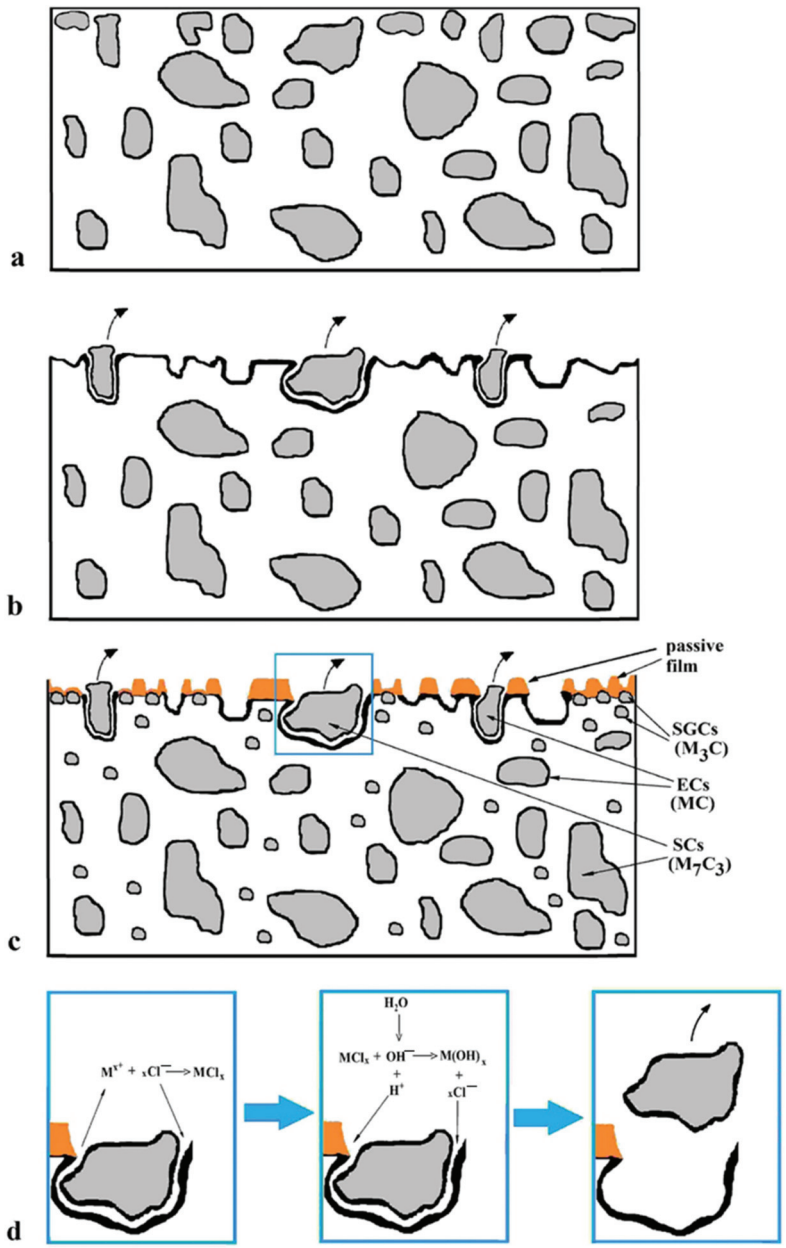 a
b
passive
film
SGCs
(M₃C)
ECs
(MC)
SCs
(M₇C₃)
c
Mˣ⁺ + ₓCl⁻→MClₓ
H₂O
MClₓ + OH⁻→M(OH)ₓ
+ +
H⁺ ₓCl⁻
d